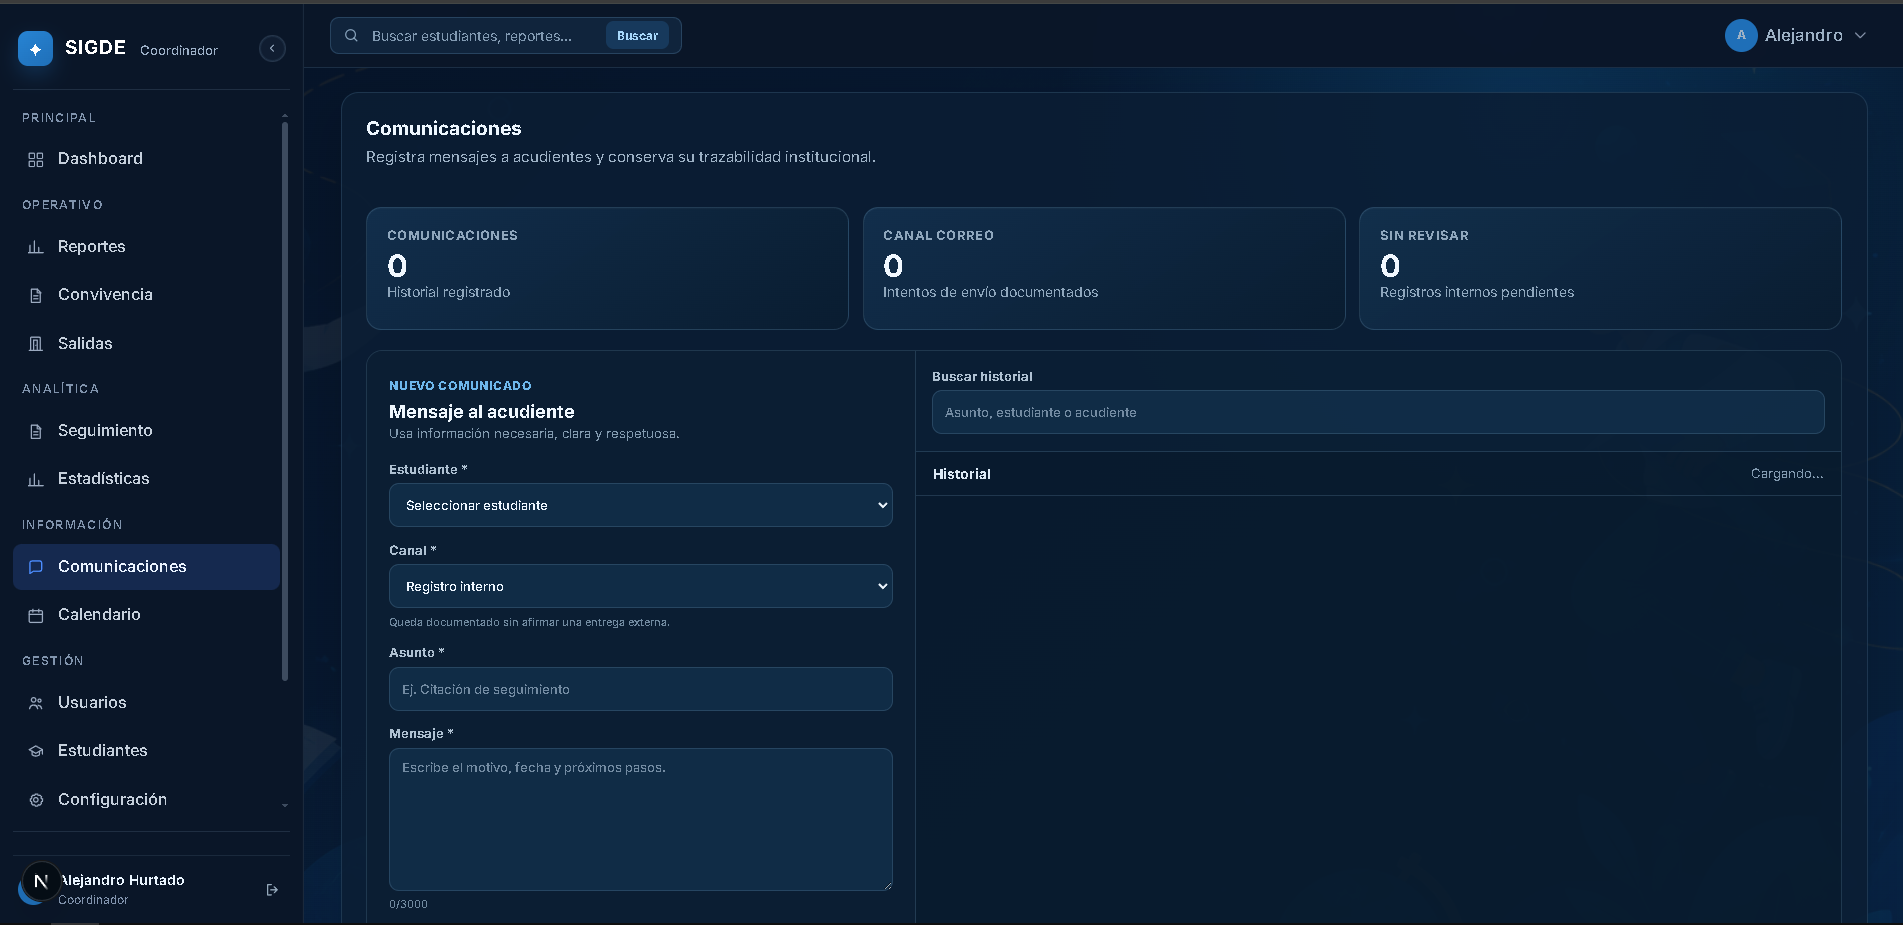 SIGDE Coordinador
PRINCIPAL
Dashboard
OPERATIVO
Reportes
Convivencia
Salidas
ANALÍTICA
Seguimiento
Estadísticas
INFORMACIÓN
Comunicaciones
Calendario
GESTIÓN
Usuarios
Estudiantes
Configuración
N
Alejandro Hurtado
Coordinador
Buscar estudiantes, reportes...
Buscar
A Alejandro
Comunicaciones
Registra mensajes a acudientes y conserva su trazabilidad institucional.
COMUNICACIONES
0
Historial registrado
CANAL CORREO
0
Intentos de envío documentados
SIN REVISAR
0
Registros internos pendientes
NUEVO COMUNICADO
Mensaje al acudiente
Usa información necesaria, clara y respetuosa.
Estudiante *
Seleccionar estudiante
Canal *
Registro interno
Queda documentado sin afirmar una entrega externa.
Asunto *
Ej. Citación de seguimiento
Mensaje *
Escribe el motivo, fecha y próximos pasos.
0/3000
Buscar historial
Asunto, estudiante o acudiente
Historial
Cargando...